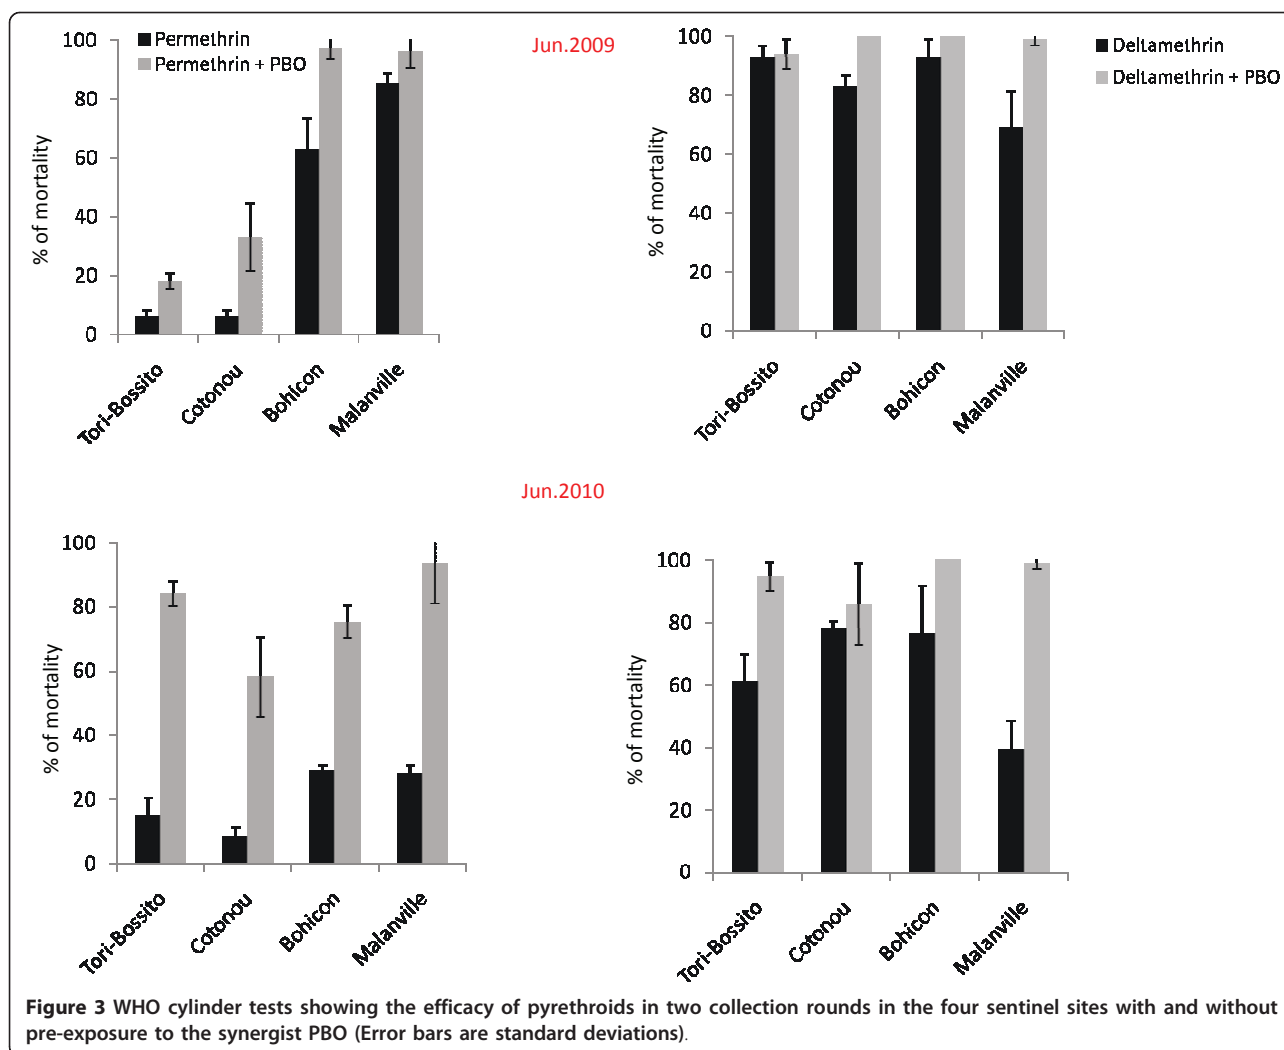 100
80
60
40
20
0
% of mortality
Permethrin
Permethrin + PBO
Tori-Bossito
Cotonou
Bohicon
Malanville
Jun.2009
100
80
60
40
20
0
% of mortality
Deltamethrin
Deltamethrin + PBO
Tori-Bossito
Cotonou
Bohicon
Malanville
Jun.2010
100
80
60
40
20
0
% of mortality
Tori-Bossito
Cotonou
Bohicon
Malanville
100
80
60
40
20
0
% of mortality
Tori-Bossito
Cotonou
Bohicon
Malanville
Figure 3 WHO cylinder tests showing the efficacy of pyrethroids in two collection rounds in the four sentinel sites with and without
pre-exposure to the synergist PBO (Error bars are standard deviations).